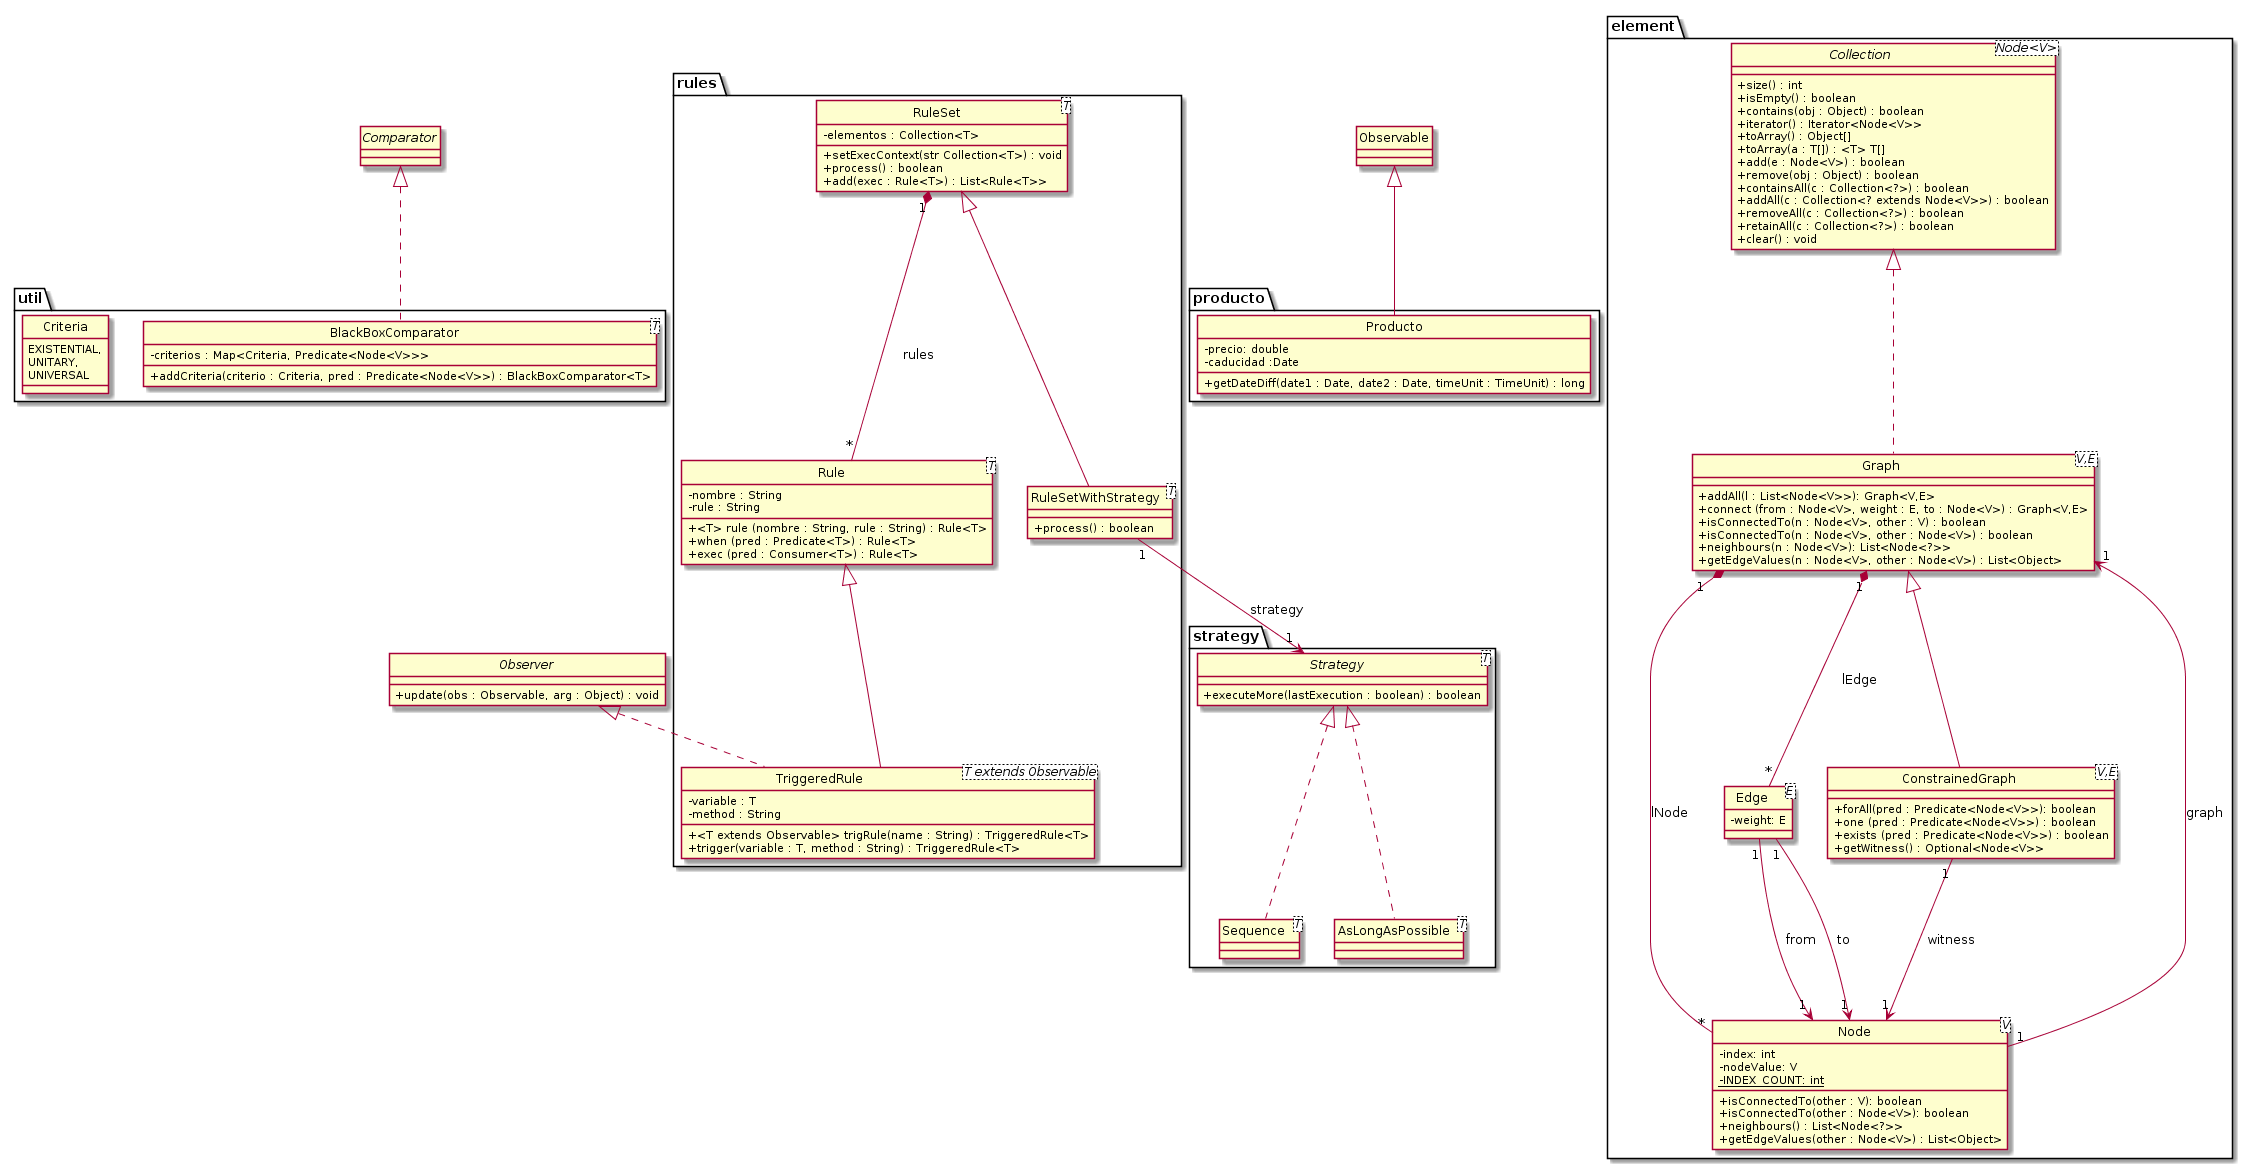 util
Comparator
Criteria
EXISTENTIAL,
UNITARY,
UNIVERSAL
BlackBoxComparator
T
-criterios : Map<Criteria, Predicate<Node<V>>>
+addCriteria(criterio : Criteria, pred : Predicate<Node<V>>) : BlackBoxComparator<T>
rules
RuleSet
T
-elementos : Collection<T>
+setExecContext(str Collection<T>) : void
+process() : boolean
+add(exec : Rule<T>) : List<Rule<T>>
1
rules
*
Rule
T
-nombre : String
-rule : String
+<T> rule (nombre : String, rule : String) : Rule<T>
+when (pred : Predicate<T>) : Rule<T>
+exec (pred : Consumer<T>) : Rule<T>
RuleSetWithStrategy
T
+process() : boolean
1
strategy
1
Observer
+update(obs : Observable, arg : Object) : void
TriggeredRule
T extends Observable
-variable : T
-method : String
+<T extends Observable> trigRule(name : String) : TriggeredRule<T>
+trigger(variable : T, method : String) : TriggeredRule<T>
Observable
producto
Producto
-precio: double
-caducidad :Date
+getDateDiff(date1 : Date, date2 : Date, timeUnit : TimeUnit) : long
strategy
Strategy
T
+executeMore(lastExecution : boolean) : boolean
Sequence
T
AsLongAsPossible
T
element
Collection
Node<V>
+size() : int
+isEmpty() : boolean
+contains(obj : Object) : boolean
+iterator() : Iterator<Node<V>>
+toArray() : Object[]
+toArray(a : T[]) : <T> T[]
+add(e : Node<V>) : boolean
+remove(obj : Object) : boolean
+containsAll(c : Collection<?>) : boolean
+addAll(c : Collection<? extends Node<V>>) : boolean
+removeAll(c : Collection<?>) : boolean
+retainAll(c : Collection<?>) : boolean
+clear() : void
Graph
V,E
+addAll(l : List<Node<V>>): Graph<V,E>
+connect (from : Node<V>, weight : E, to : Node<V>) : Graph<V,E>
+isConnectedTo(n : Node<V>, other : V) : boolean
+isConnectedTo(n : Node<V>, other : Node<V>) : boolean
+neighbours(n : Node<V>): List<Node<?>>
+getEdgeValues(n : Node<V>, other : Node<V>) : List<Object>
1
1
1
lEdge
*
Edge
E
-weight: E
ConstrainedGraph
V,E
+forAll(pred : Predicate<Node<V>>): boolean
+one (pred : Predicate<Node<V>>) : boolean
+exists (pred : Predicate<Node<V>>) : boolean
+getWitness() : Optional<Node<V>>
lNode
graph
1
1
1
from
to
witness
1
1
1
*
1
Node
V
-index: int
-nodeValue: V
-INDEX_COUNT: int
+isConnectedTo(other : V): boolean
+isConnectedTo(other : Node<V>): boolean
+neighbours() : List<Node<?>>
+getEdgeValues(other : Node<V>) : List<Object>